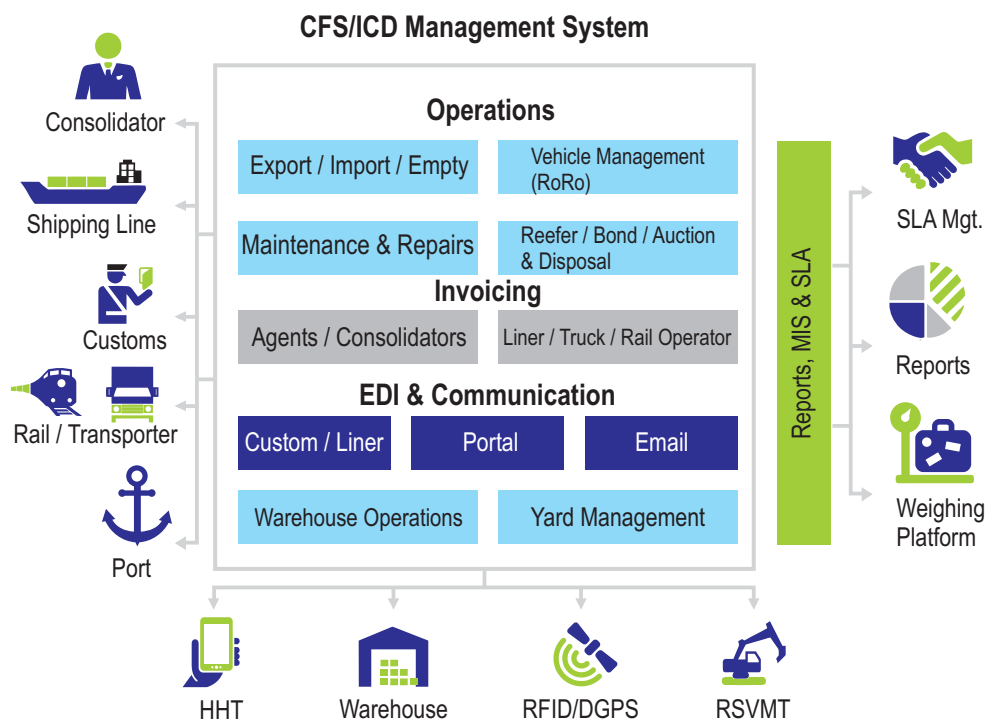 CFS/ICD Management System
Consolidator
Shipping Line
Customs
Rail / Transporter
Port
Operations
Export / Import / Empty
Vehicle Management
(RoRo)
Maintenance & Repairs
Reefer / Bond / Auction
& Disposal
Invoicing
Agents / Consolidators
Liner / Truck / Rail Operator
EDI & Communication
Custom / Liner
Portal
Email
Warehouse Operations
Yard Management
Reports, MIS & SLA
SLA Mgt.
Reports
Weighing
Platform
HHT
Warehouse
RFID/DGPS
RSVMT